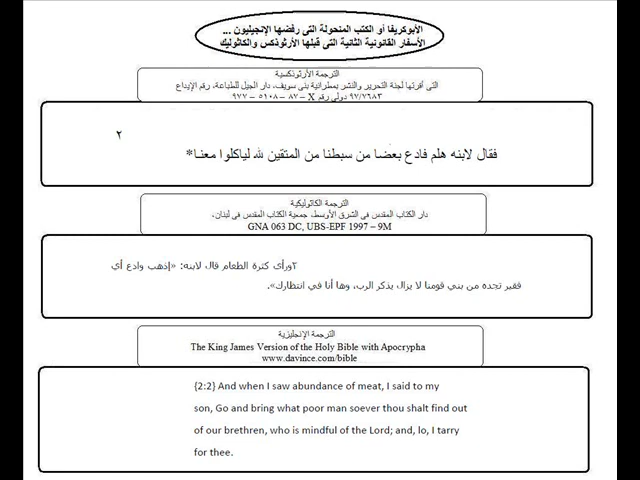 الأبوكريفا أو الكتب المنحولة التى رفضها الإنجيليون ...
الأسفار القانونية الثانية التى قبلها الأرثوذكس والكاثوليك
الترجمة الأرثوذكسية
التى أقرتها لجنة التحرير والنشر بمطرانية بنى سويف، دار الجيل للطباعة، رقم الإيداع
٩٧/٧٦٨٣ دولى رقم X – ٨٧ – ٥١٠٨ – ٩٧٧
٢
فقال لابنه هلم فادع بعضا من سبطنا من المتقين لله لياكلوا معنا*
الترجمة الكاثوليكية
دار الكتاب المقدس فى الشرق الأوسط، جمعية الكتاب المقدس فى لبنان،
GNA 063 DC, UBS-EPF 1997 – 9M
٢ورأى كثرة الطعام قال لابنه: «إذهب وادع أي
فقير تجده من بني قومنا لا يزال يذكر الرب، وها أنا في انتظارك».
الترجمة الإنجليزية
The King James Version of the Holy Bible with Apocrypha
www.davince.com/bible
{2:2} And when I saw abundance of meat, I said to my
son, Go and bring what poor man soever thou shalt find out
of our brethren, who is mindful of the Lord; and, lo, I tarry
for thee.